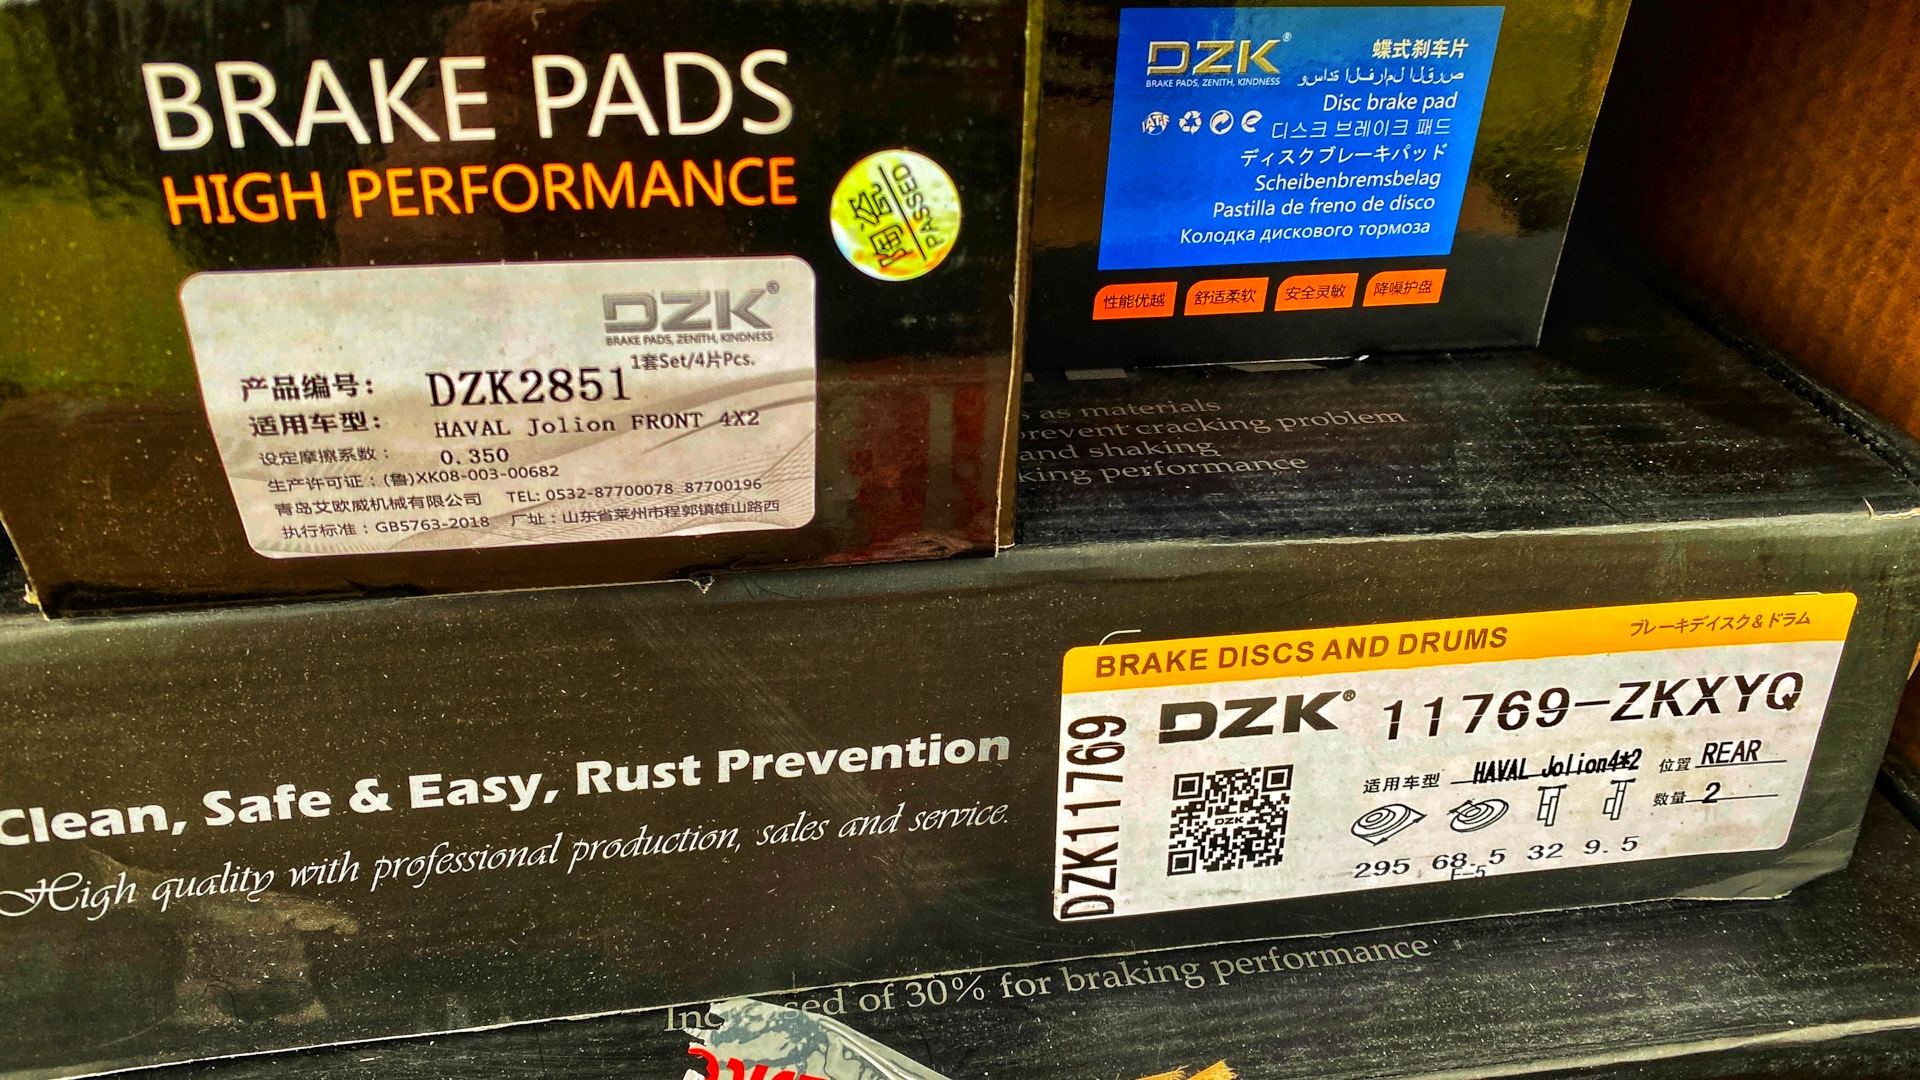 BRAKE PADS
HIGH PERFORMANCE
陶瓷
PASSED
DZK®
BRAKE PADS, ZENITH, KINDNESS
1套Set/4片Pcs.
产品编号: DZK2851
适用车型: HAVAL Jolion FRONT 4X2
设定摩擦系数: 0.350
生产许可证:(鲁)XK08-003-00682
青岛艾欧威机械有限公司 TEL: 0532-87700078 87700196
执行标准:GB5763-2018 厂址:山东省莱州市程郭镇雄山路西
DZK®
BRAKE PADS, ZENITH, KINDNESS
蝶式刹车片
وسادة الفرامل القرص
Disc brake pad
IATF
디스크 브레이크 패드
ディスクブレーキパッド
Scheibenbremsbelag
Pastilla de freno de disco
Колодка дискового тормоза
性能优越 舒适柔软 安全灵敏 降噪护盘
as materials
prevent cracking problem
and shaking
king performance
Clean, Safe & Easy, Rust Prevention
High quality with professional production, sales and service.
BRAKE DISCS AND DRUMS ブレーキデイスク&ドラム
DZK11769
DZK® 11769-ZKXYQ
DZK
适用车型 HAVAL Jolion4*2 位置 REAR
数量 2
295 68.5 32 9.5
F-5
Increased of 30% for braking performance